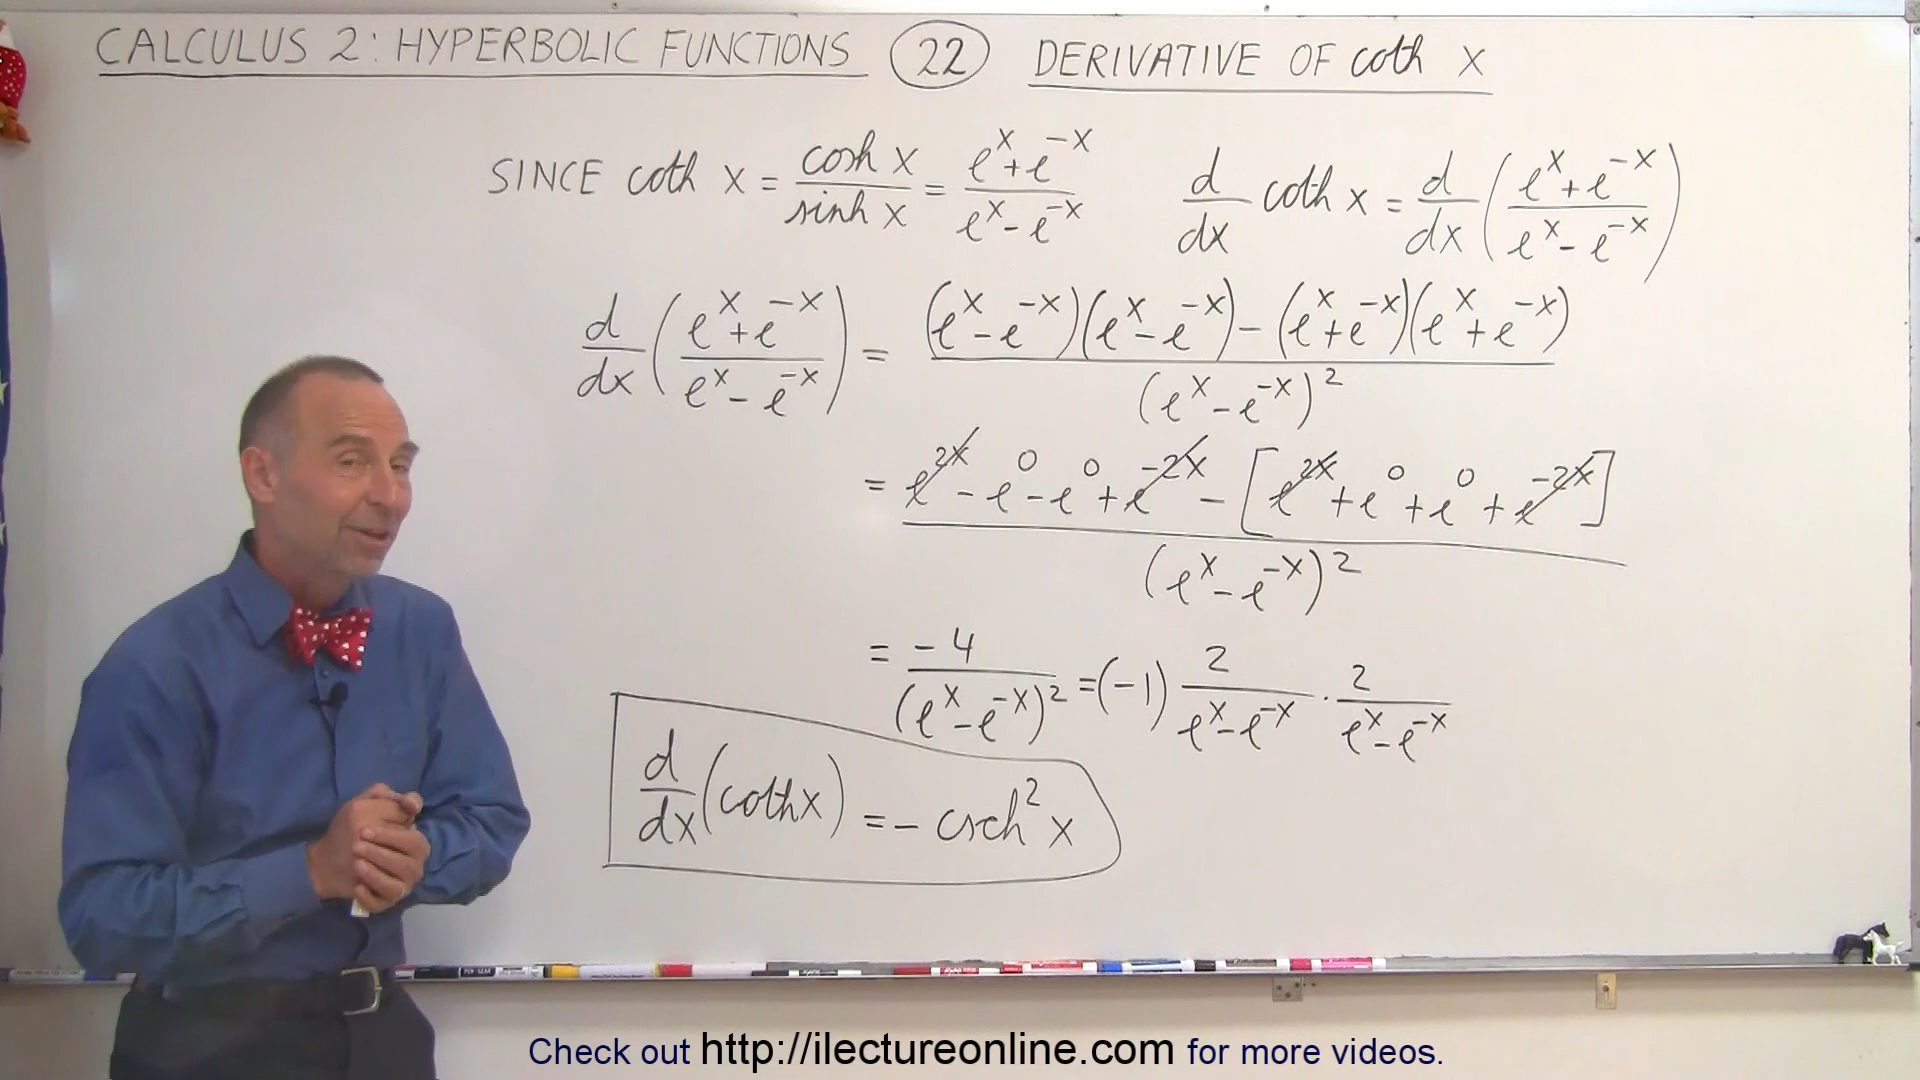 CALCULUS 2: HYPERBOLIC FUNCTIONS (22) DERIVATIVE OF coth x
SINCE coth x = cosh x / sinh x = (e^x + e^-x) / (e^x - e^-x)
d/dx coth x = d/dx ((e^x + e^-x) / (e^x - e^-x))
d/dx ((e^x + e^-x) / (e^x - e^-x)) = ((e^x - e^-x)(e^x - e^-x) - (e^x + e^-x)(e^x + e^-x)) / (e^x - e^-x)^2
= (e^2x - e^0 - e^0 + e^-2x - [e^2x + e^0 + e^0 + e^-2x]) / (e^x - e^-x)^2
= -4 / (e^x - e^-x)^2 = (-1) 2 / (e^x - e^-x) · 2 / (e^x - e^-x)
d/dx (coth x) = - csch^2 x
Check out http://ilectureonline.com for more videos.